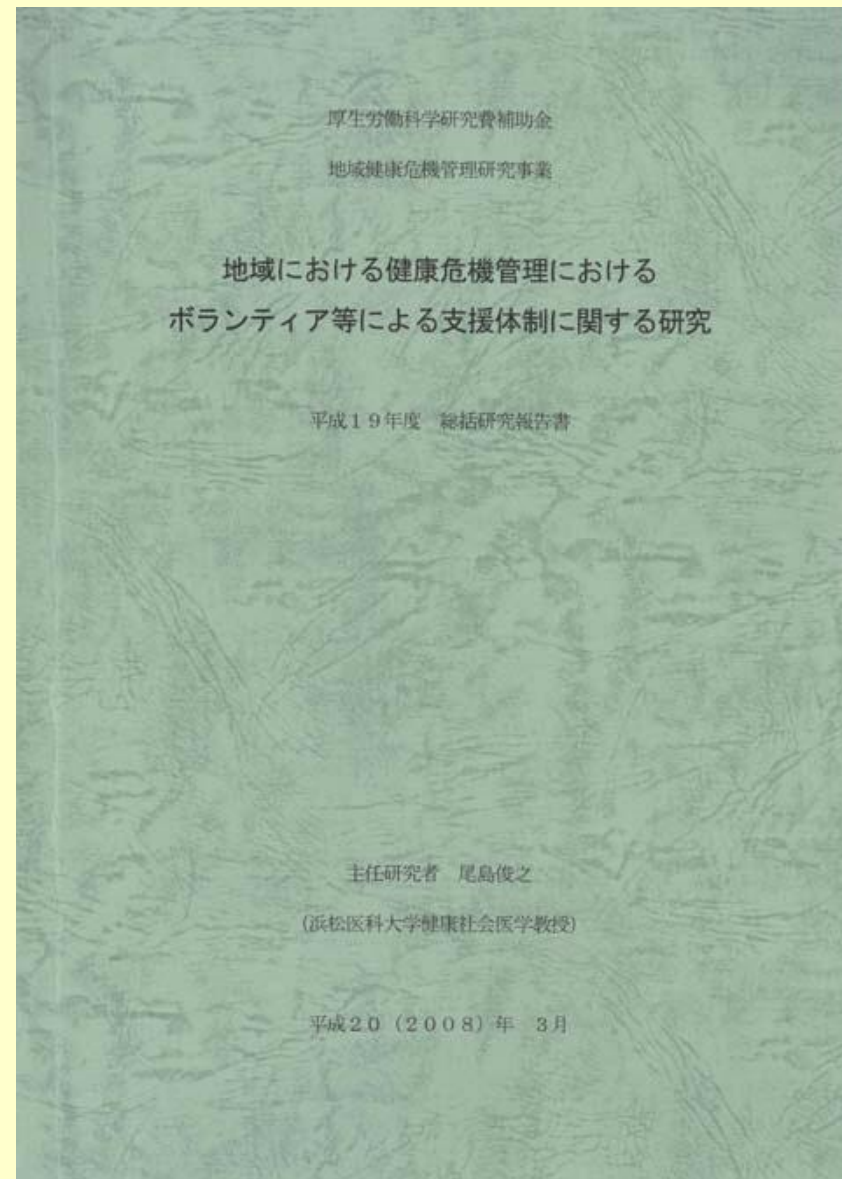 厚生労働科学研究費補助金
地域健康危機管理研究事業
地域における健康危機管理における
ボランティア等による支援体制に関する研究
平成19年度　総括研究報告書
主任研究者　尾島俊之
(浜松医科大学健康社会医学教授)
平成20（2008）年　3月